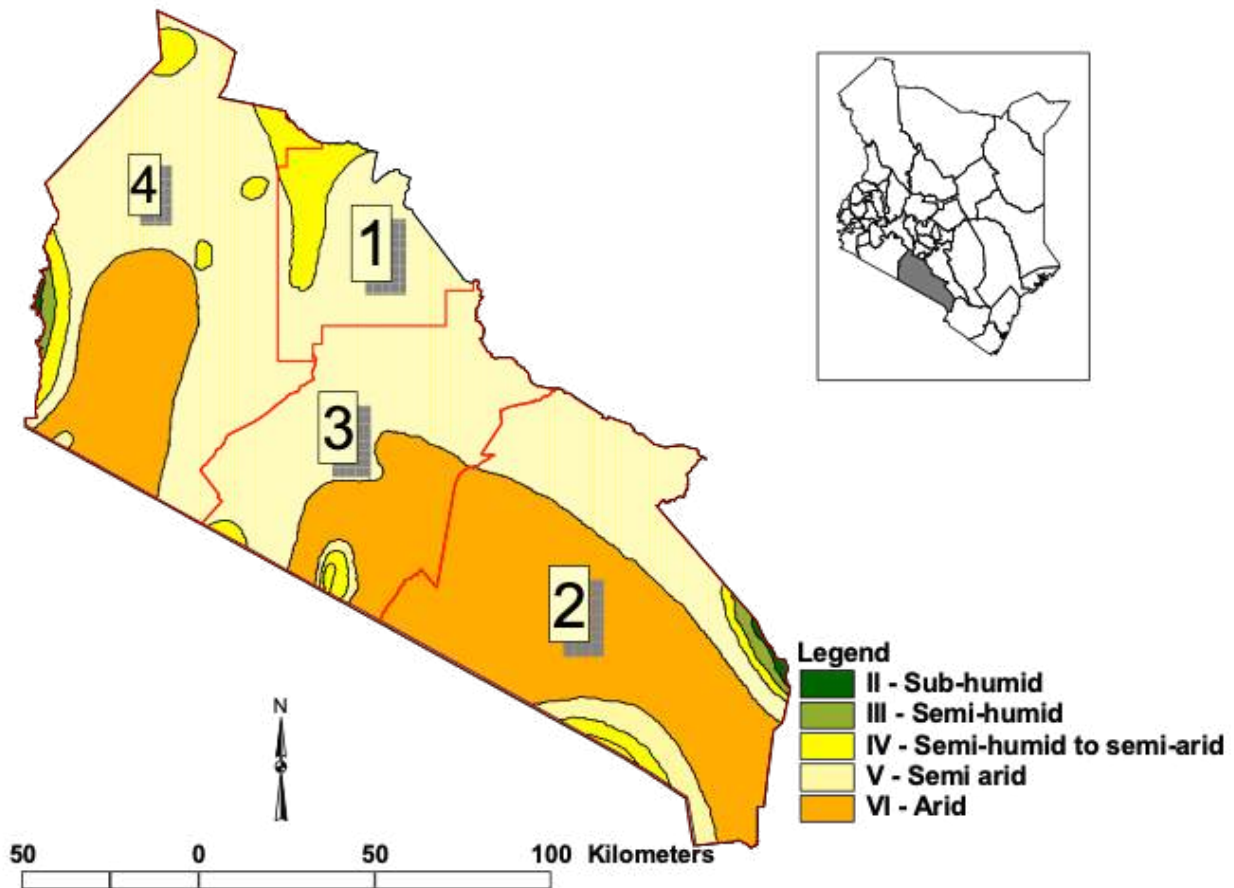 4
1
3
2
Legend
II - Sub-humid
III - Semi-humid
IV - Semi-humid to semi-arid
V - Semi arid
VI - Arid
N
50 0 50 100 Kilometers